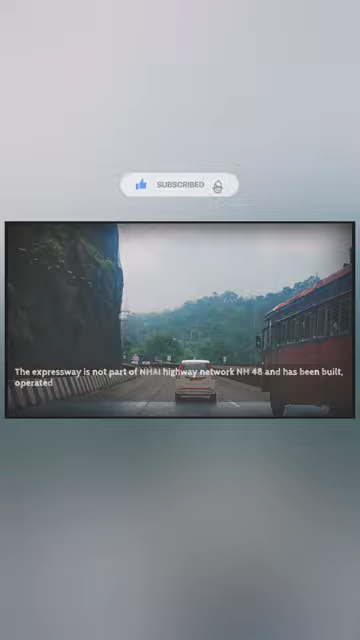 SUBSCRIBED
The expressway is not part of NHAI highway network NH 48 and has been built,
operated